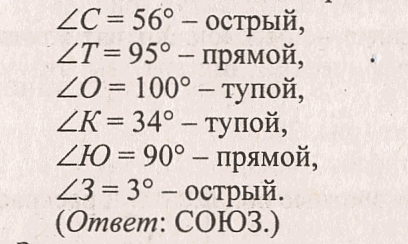 ∠С = 56° – острый,
∠Т = 95° – прямой,
∠О = 100° – тупой,
∠К = 34° – тупой,
∠Ю = 90° – прямой,
∠З = 3° – острый.
(Ответ: СОЮЗ.)